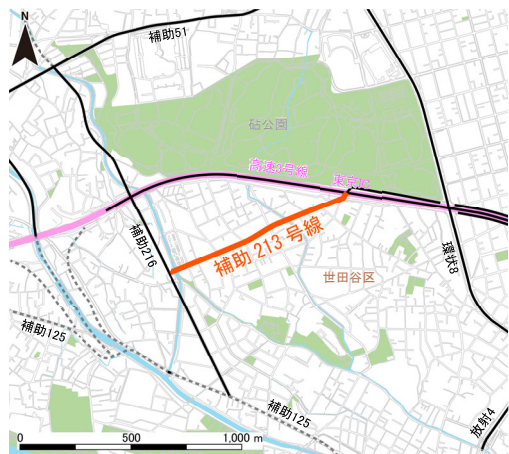 N
補助51
砧公園
高速3号線
東京IC
補助216
補助213号線
環状8
世田谷区
補助125
補助125
放射4
0 500 1,000 m